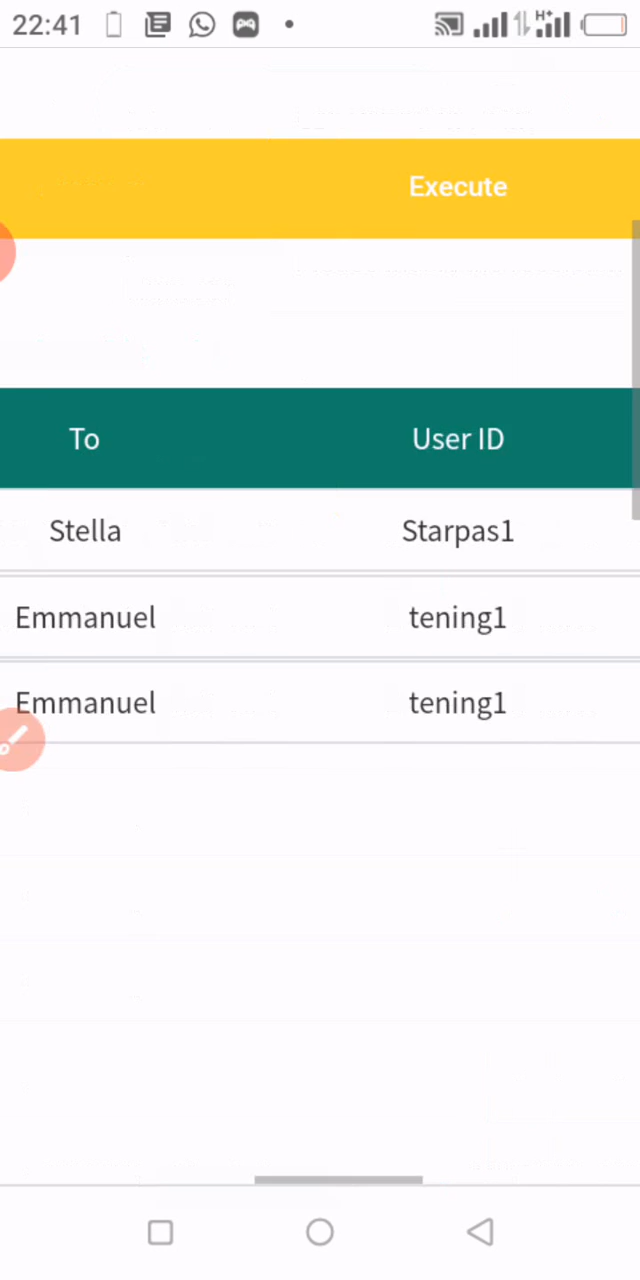 22:41 H+
Execute
To User ID
Stella Starpas1
Emmanuel tening1
Emmanuel tening1